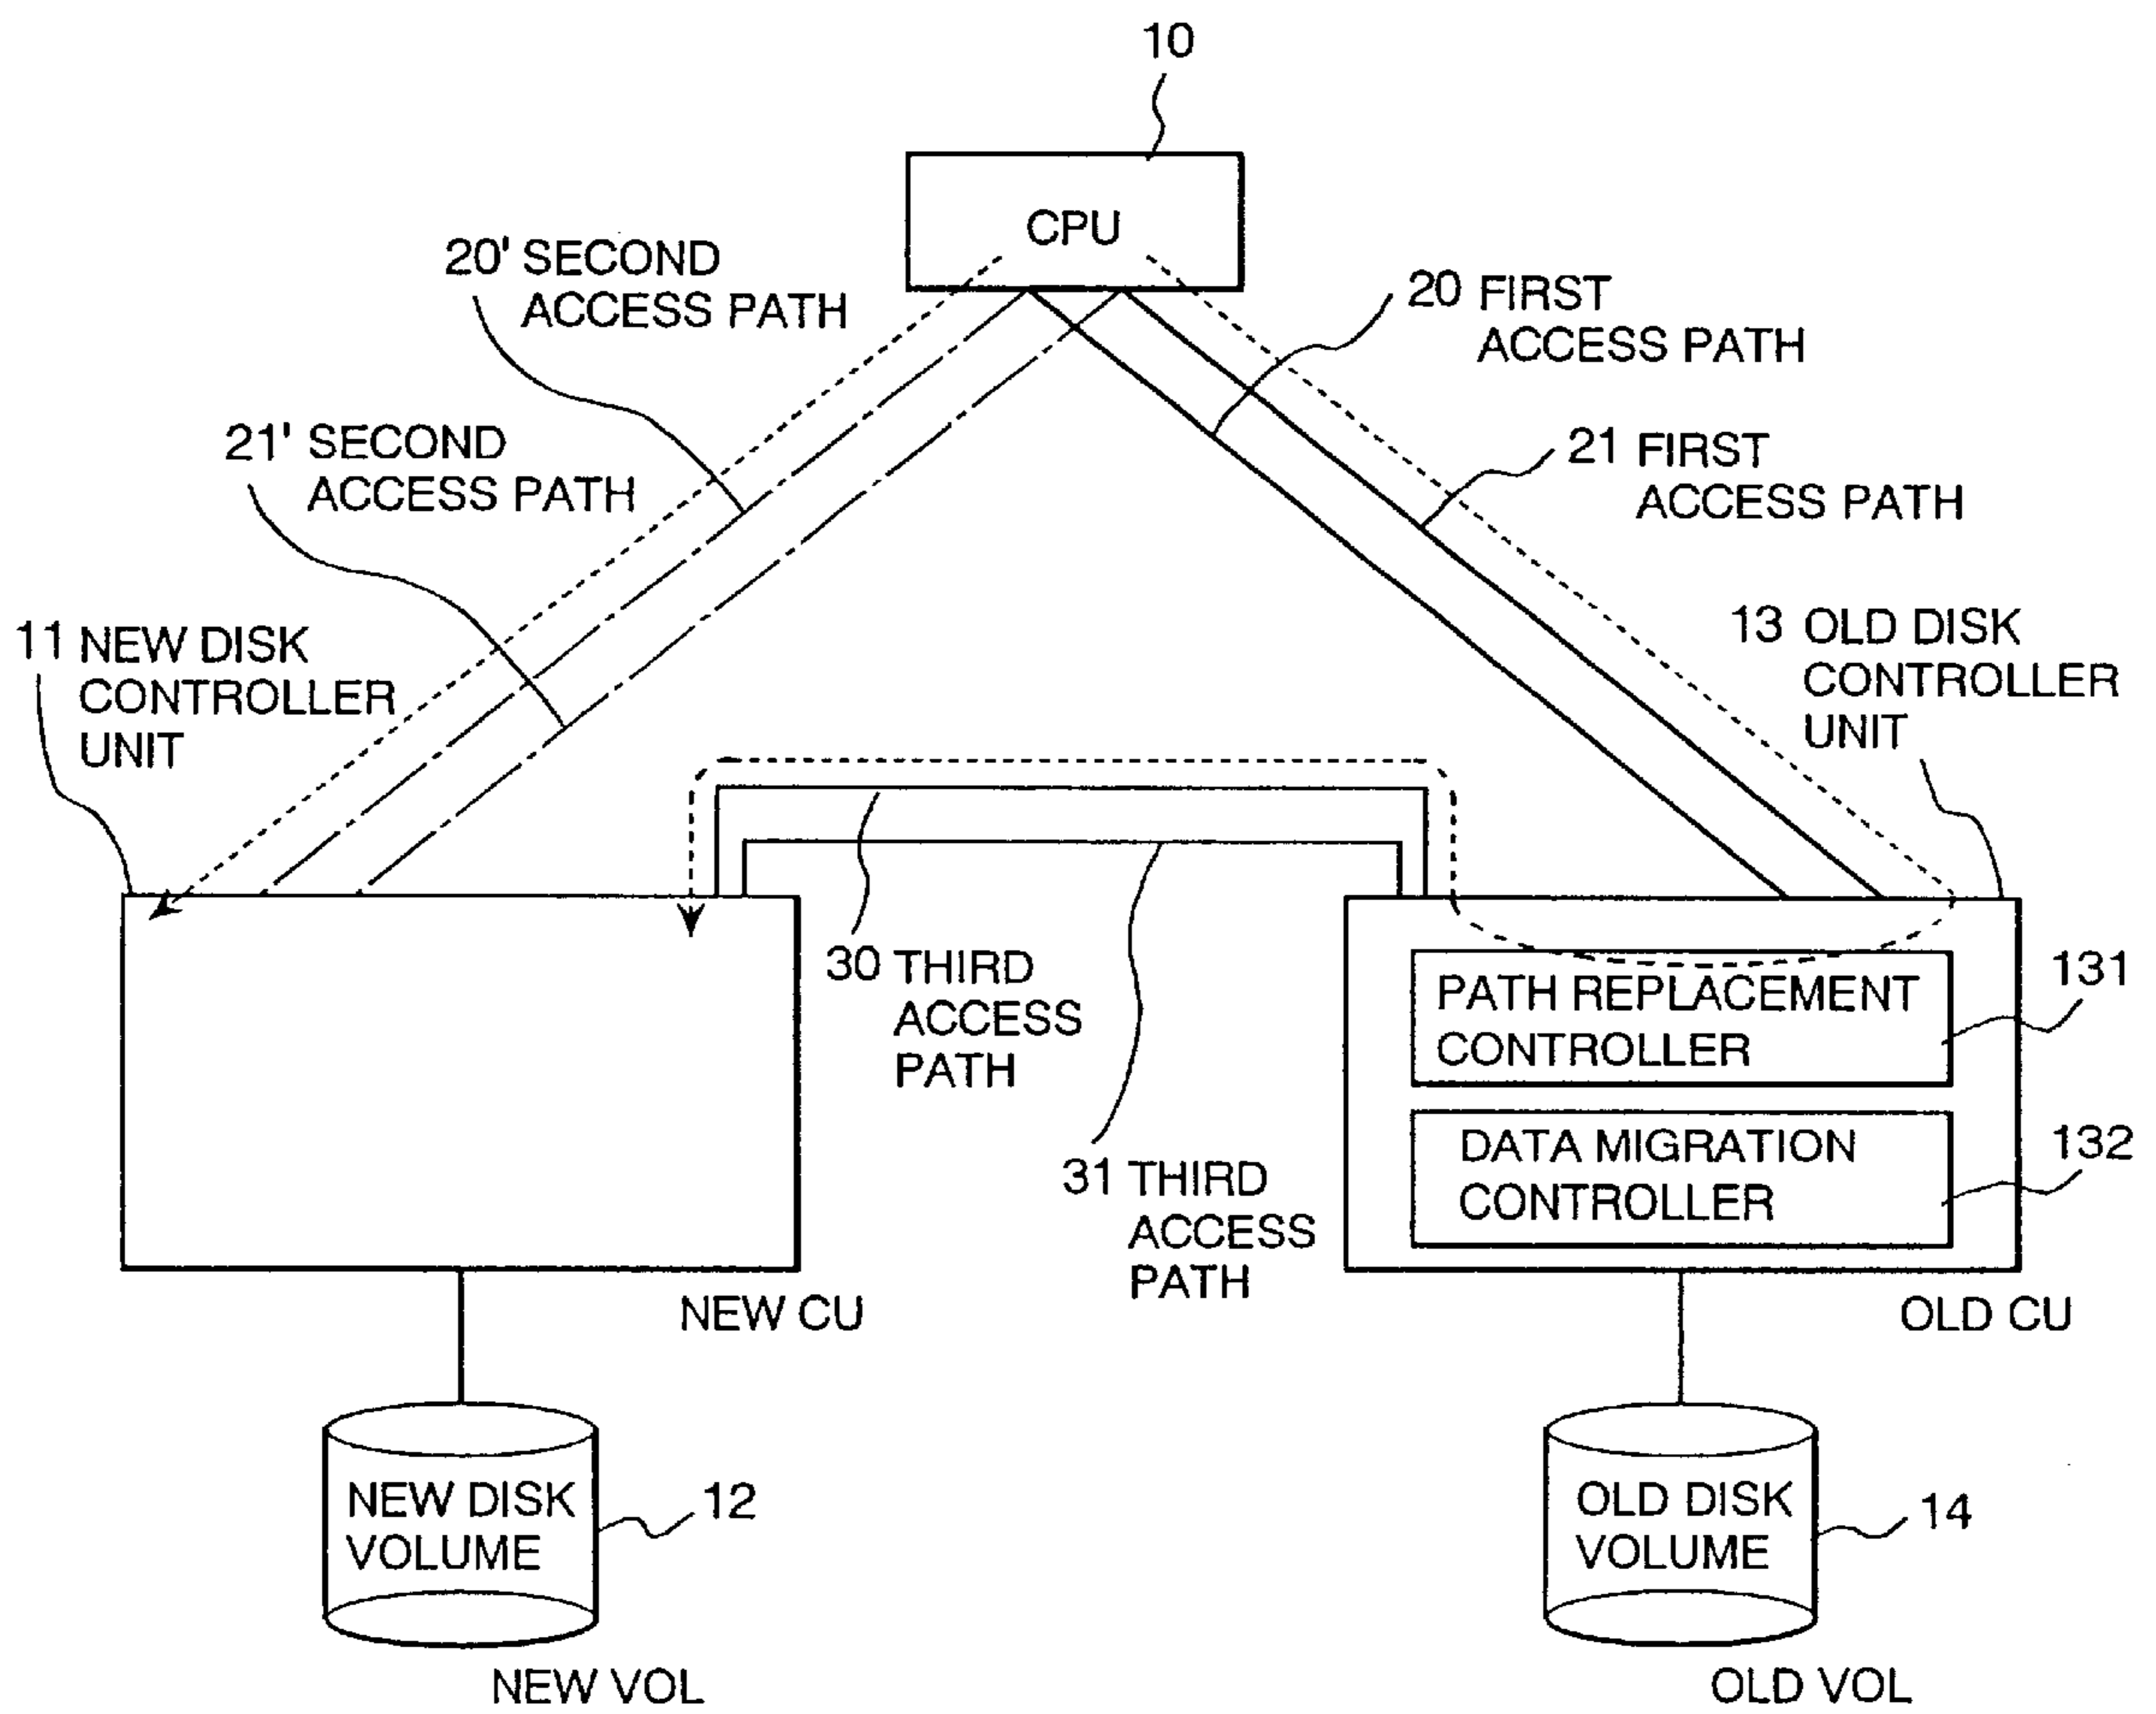 10
CPU
20' SECOND
ACCESS PATH
20 FIRST
ACCESS PATH
21' SECOND
ACCESS PATH
21 FIRST
ACCESS PATH
11 NEW DISK
CONTROLLER
UNIT
13 OLD DISK
CONTROLLER
UNIT
30 THIRD
ACCESS
PATH
31 THIRD
ACCESS
PATH
PATH REPLACEMENT
CONTROLLER
131
DATA MIGRATION
CONTROLLER
132
NEW CU
OLD CU
NEW DISK
VOLUME
12
OLD DISK
VOLUME
14
NEW VOL
OLD VOL